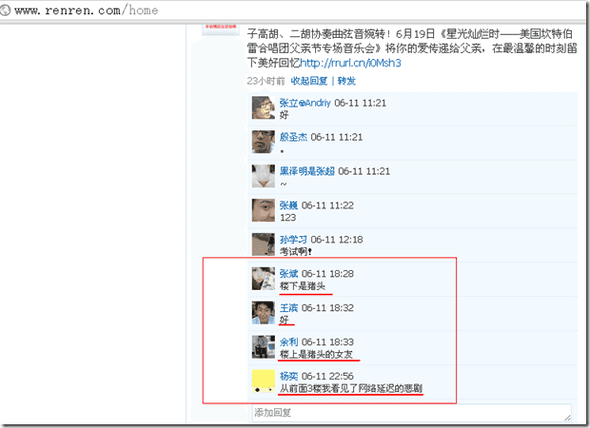 www.renren.com/home
子高胡、二胡协奏曲弦音婉转！6月19日《星光灿烂时——美国坎特伯
雷合唱团父亲节专场音乐会》将你的爱传递给父亲，在最温馨的时刻留
下美好回忆http://rrurl.cn/i0Msh3
23小时前 收起回复 | 转发
张立@Andriy 06-11 11:21
好
殷圣杰 06-11 11:21
。
黑泽明是张超 06-11 11:21
~
张巍 06-11 11:22
123
孙学习 06-11 12:18
考试啊！
张斌 06-11 18:28
楼下是猪头
王滨 06-11 18:32
好
余利 06-11 18:33
楼上是猪头的女友
杨奕 06-11 22:56
从前面3楼我看见了网络延迟的悲剧
添加回复